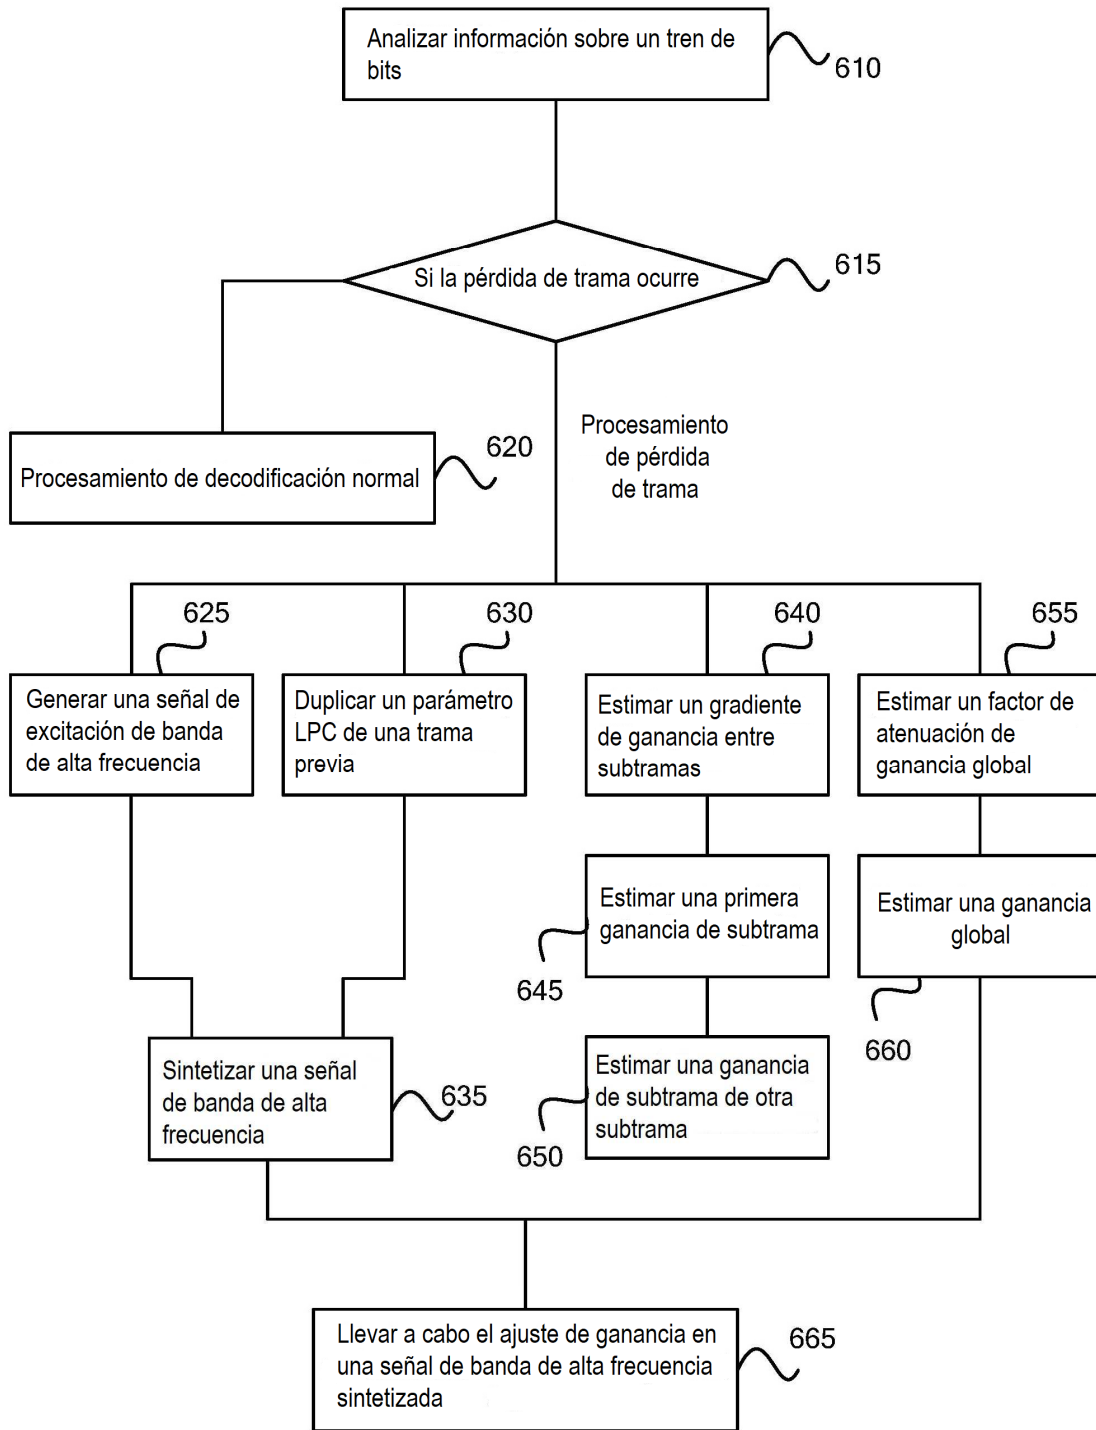 Analizar información sobre un tren de
bits
610
Si la pérdida de trama ocurre
615
Procesamiento
de pérdida
de trama
620
Procesamiento de decodificación normal
625
630
640
655
Generar una señal de
excitación de banda
de alta frecuencia
Duplicar un parámetro
LPC de una trama
previa
Estimar un gradiente
de ganancia entre
subtramas
Estimar un factor de
atenuación de
ganancia global
Estimar una primera
ganancia de subtrama
645
Estimar una ganancia
global
660
Sintetizar una señal
de banda de alta
frecuencia
635
Estimar una ganancia
de subtrama de otra
subtrama
650
Llevar a cabo el ajuste de ganancia en
una señal de banda de alta frecuencia
sintetizada
665